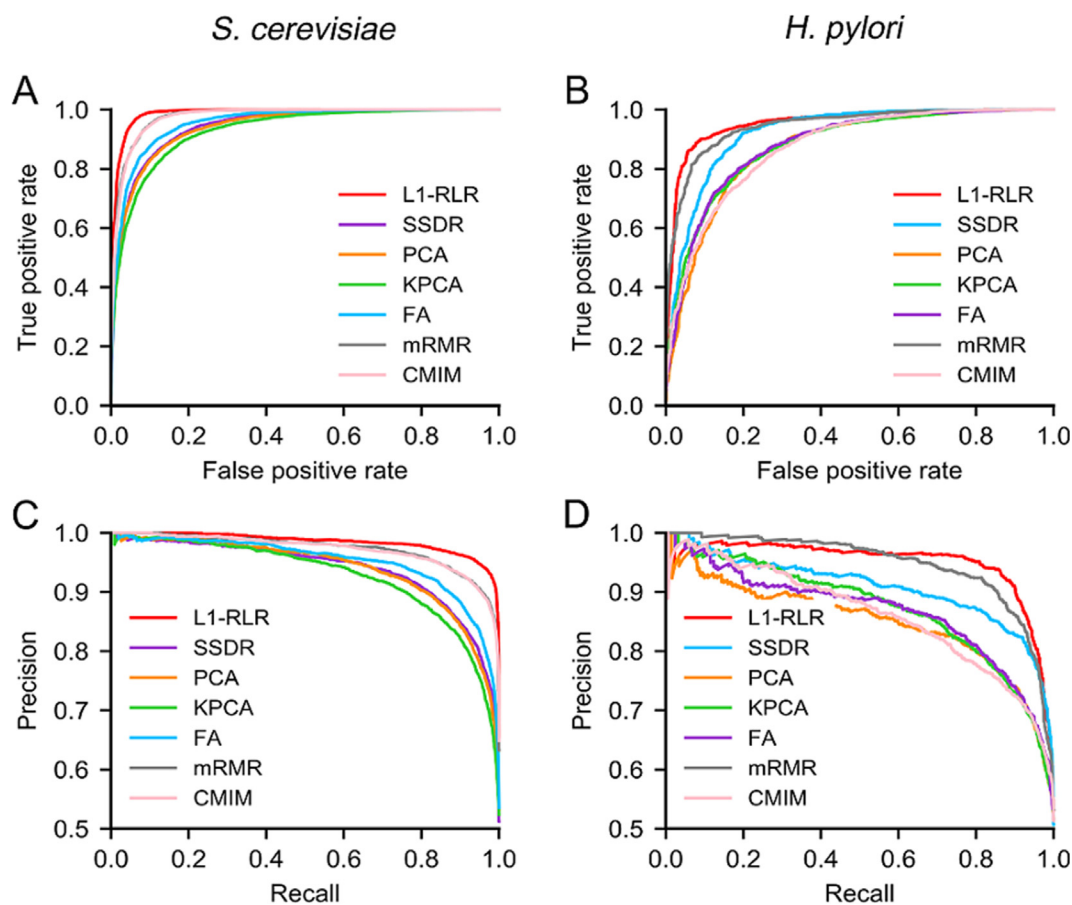 S. cerevisiae
H. pylori
A
True positive rate
1.0
0.8
0.6
0.4
0.2
0.0
L1-RLR
SSDR
PCA
KPCA
FA
mRMR
CMIM
0.0 0.2 0.4 0.6 0.8 1.0
False positive rate
B
True positive rate
1.0
0.8
0.6
0.4
0.2
0.0
L1-RLR
SSDR
PCA
KPCA
FA
mRMR
CMIM
0.0 0.2 0.4 0.6 0.8 1.0
False positive rate
C
Precision
1.0
0.9
0.8
0.7
0.6
0.5
L1-RLR
SSDR
PCA
KPCA
FA
mRMR
CMIM
0.0 0.2 0.4 0.6 0.8 1.0
Recall
D
Precision
1.0
0.9
0.8
0.7
0.6
0.5
L1-RLR
SSDR
PCA
KPCA
FA
mRMR
CMIM
0.0 0.2 0.4 0.6 0.8 1.0
Recall